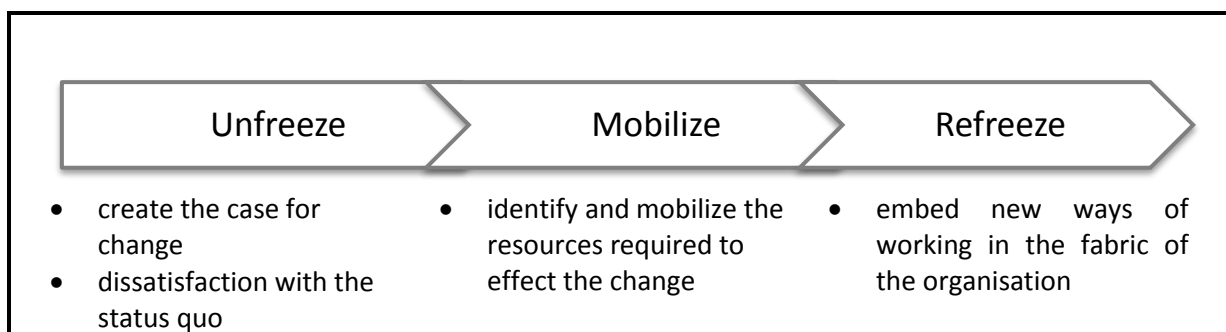 Unfreeze
Mobilize
Refreeze
• create the case for
change
• dissatisfaction with the
status quo
• identify and mobilize the
resources required to
effect the change
• embed new ways of
working in the fabric of
the organisation